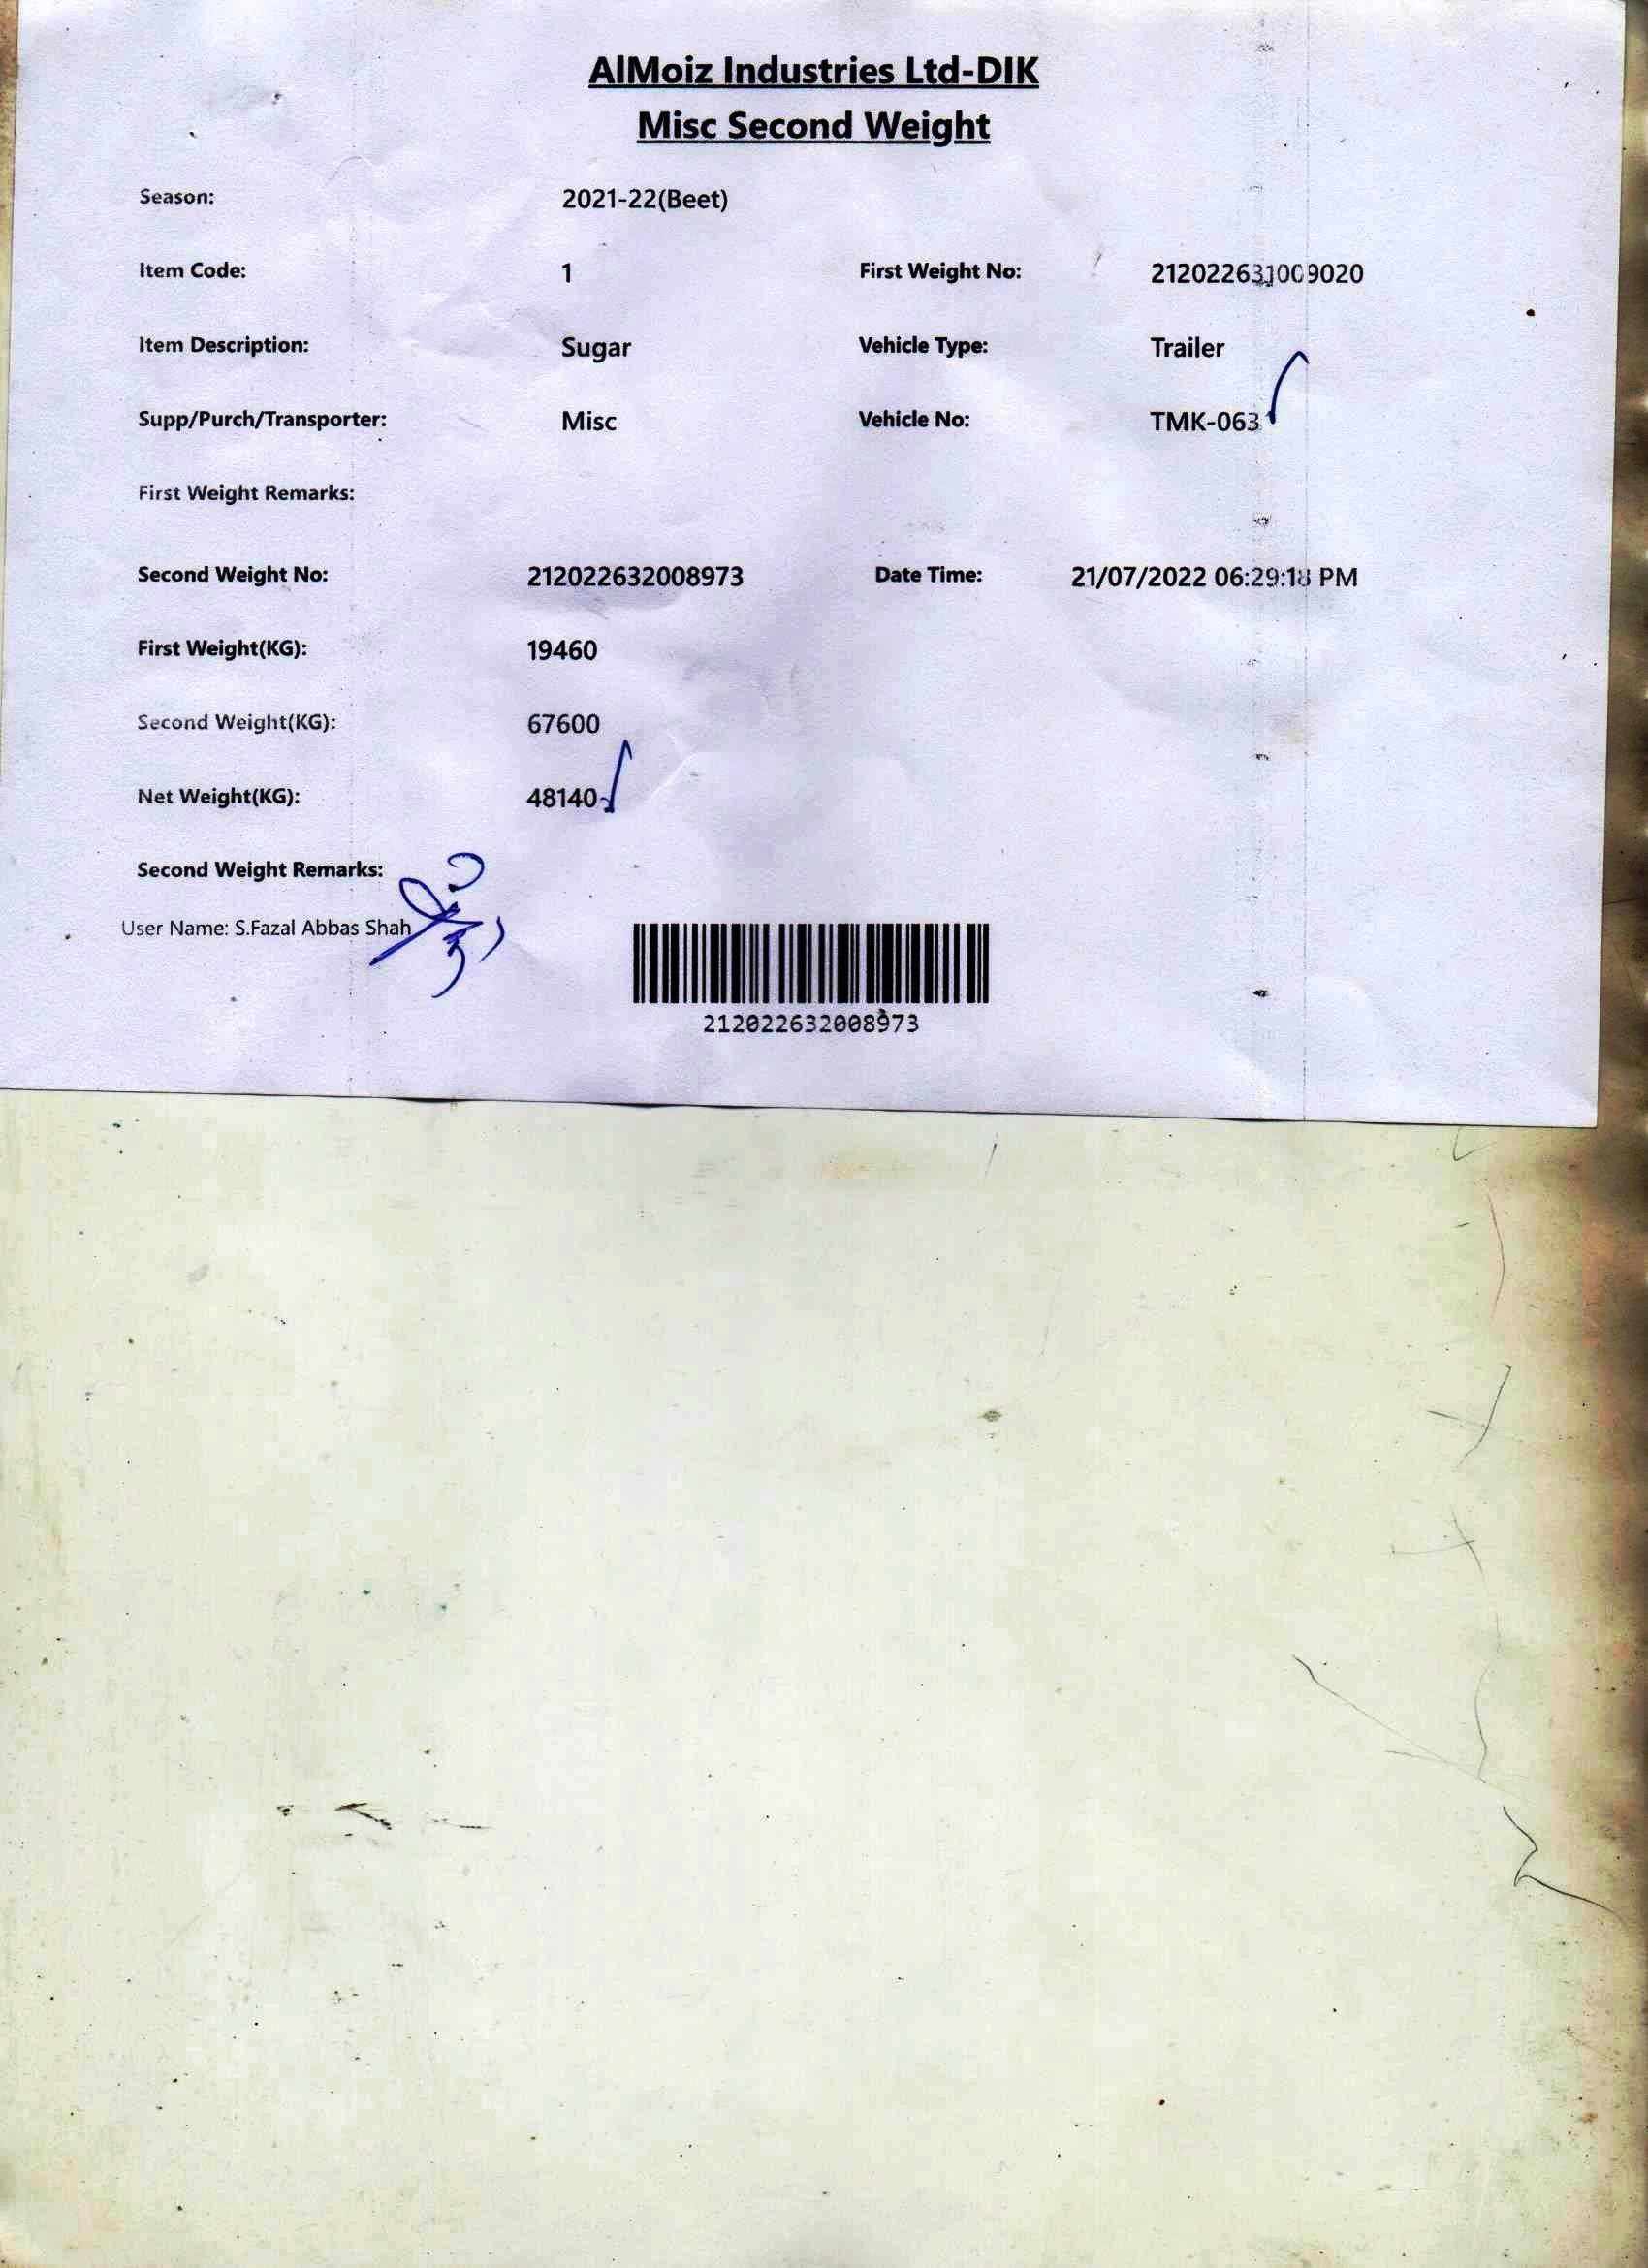 AlMoiz Industries Ltd-DIK
Misc Second Weight
Season: 2021-22(Beet)
Item Code: 1 First Weight No: 212022631009020
Item Description: Sugar Vehicle Type: Trailer
Supp/Purch/Transporter: Misc Vehicle No: TMK-063
First Weight Remarks:
Second Weight No: 212022632008973 Date Time: 21/07/2022 06:29:18 PM
First Weight(KG): 19460
Second Weight(KG): 67600
Net Weight(KG): 48140
Second Weight Remarks:
User Name: S.Fazal Abbas Shah
212022632008973